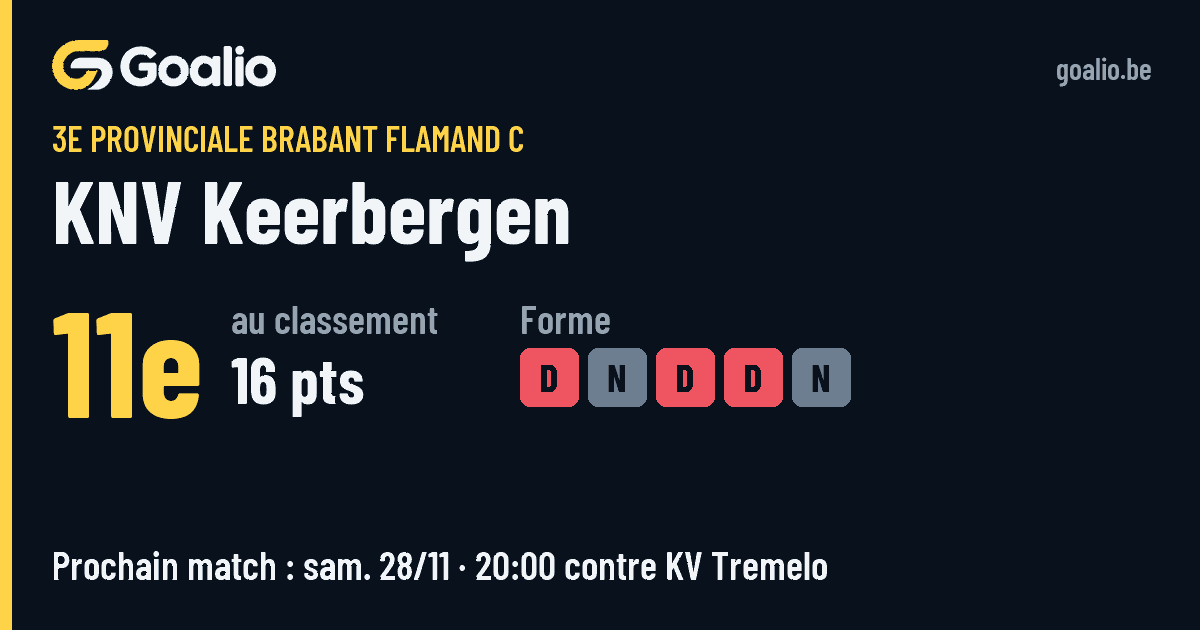 Goalio
goalio.be
3E PROVINCIALE BRABANT FLAMAND C
KNV Keerbergen
11e
au classement
16 pts
Forme
D N D D N
Prochain match : sam. 28/11 · 20:00 contre KV Tremelo